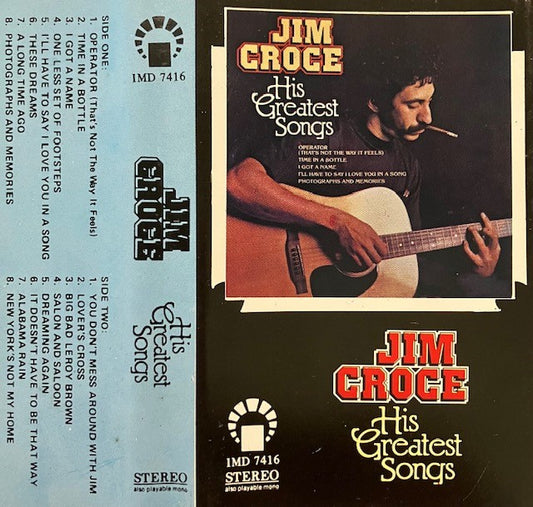 1MD 7416
SIDE ONE:
1. OPERATOR (That's Not The Way It Feels)
2. TIME IN A BOTTLE
3. I GOT A NAME
4. ONE LESS SET OF FOOTSTEPS
5. I'LL HAVE TO SAY I LOVE YOU IN A SONG
6. THESE DREAMS
7. A LONG TIME AGO
8. PHOTOGRAPHS AND MEMORIES
JIM
CROCE
His
Greatest
Songs
SIDE TWO:
1. YOU DON'T MESS AROUND WITH JIM
2. LOVER'S CROSS
3. BIG BAD LEROY BROWN
4. SALON AND SALOON
5. DREAMING AGAIN
6. IT DOESN'T HAVE TO BE THAT WAY
7. ALABAMA RAIN
8. NEW YORK'S NOT MY HOME
STEREO
also playable mono
JIM
CROCE
His
Greatest
Songs
OPERATOR
(THAT'S NOT THE WAY IT FEELS)
TIME IN A BOTTLE
I GOT A NAME
I'LL HAVE TO SAY I LOVE YOU IN A SONG
PHOTOGRAPHS AND MEMORIES
JIM
CROCE
His
Greatest
Songs
1MD 7416
STEREO
also playable mono